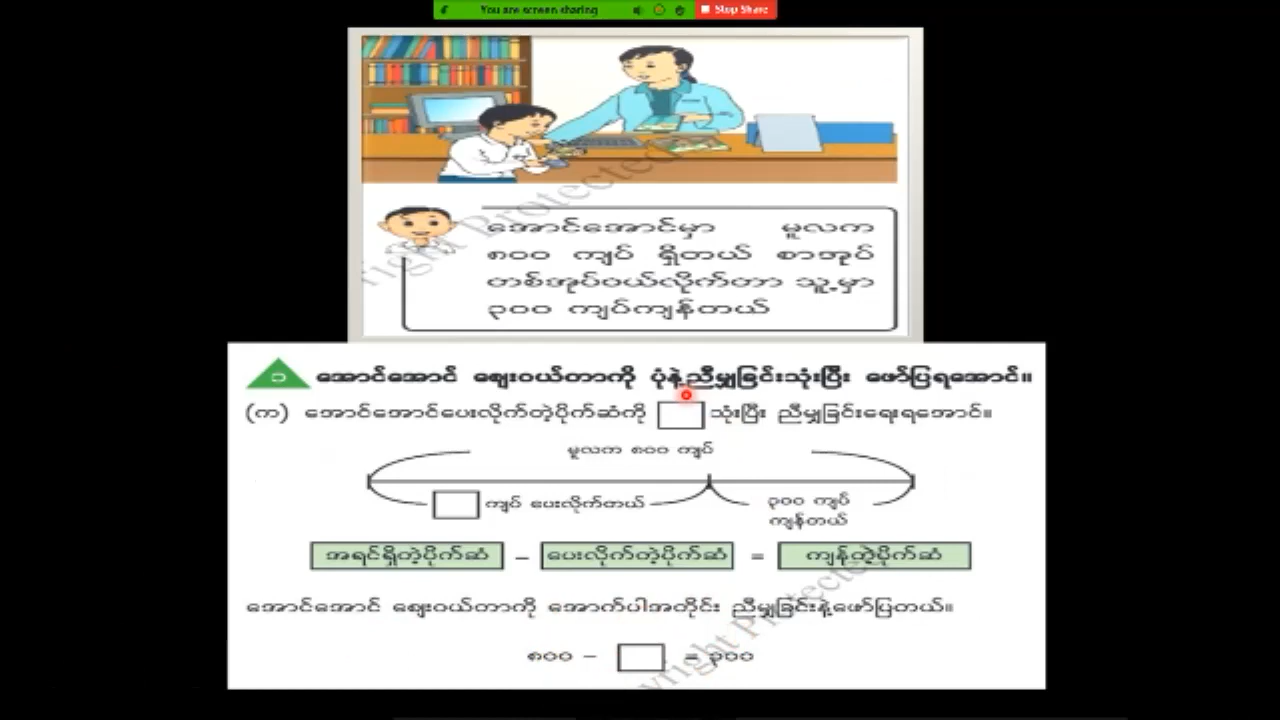 You are screen sharing
Stop Share
အောင်အောင်မှာ မူလက
၈၀၀ ကျပ် ရှိတယ် စာအုပ်
တစ်အုပ်ဝယ်လိုက်တာ သူ့မှာ
၃၀၀ ကျပ်ကျန်တယ်
၁ အောင်အောင် ဈေးဝယ်တာကို ပုံနဲ့ညီမျှခြင်းသုံးပြီး ဖော်ပြရအောင်။
(က) အောင်အောင်ပေးလိုက်တဲ့ပိုက်ဆံကို သုံးပြီး ညီမျှခြင်းရေးရအောင်။
မူလက ၈၀၀ ကျပ်
ကျပ် ပေးလိုက်တယ် ၃၀၀ ကျပ်
ကျန်တယ်
အရင်ရှိတဲ့ပိုက်ဆံ – ပေးလိုက်တဲ့ပိုက်ဆံ = ကျန်တဲ့ပိုက်ဆံ
အောင်အောင် ဈေးဝယ်တာကို အောက်ပါအတိုင်း ညီမျှခြင်းနဲ့ဖော်ပြတယ်။
၈၀၀ – = ၃၀၀